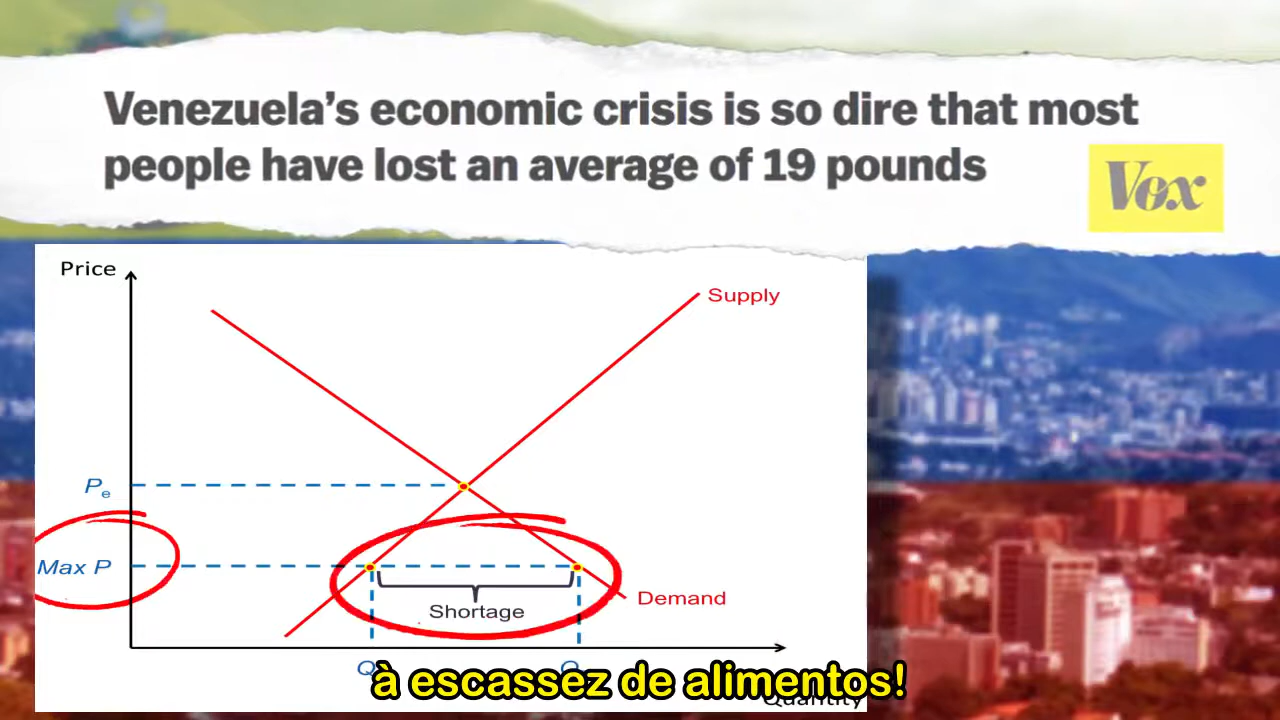 Venezuela's economic crisis is so dire that most
people have lost an average of 19 pounds
Vox
Price
Supply
Pe
Max P
Shortage
Demand
Q
Q
à escassez de alimentos!
Quantity